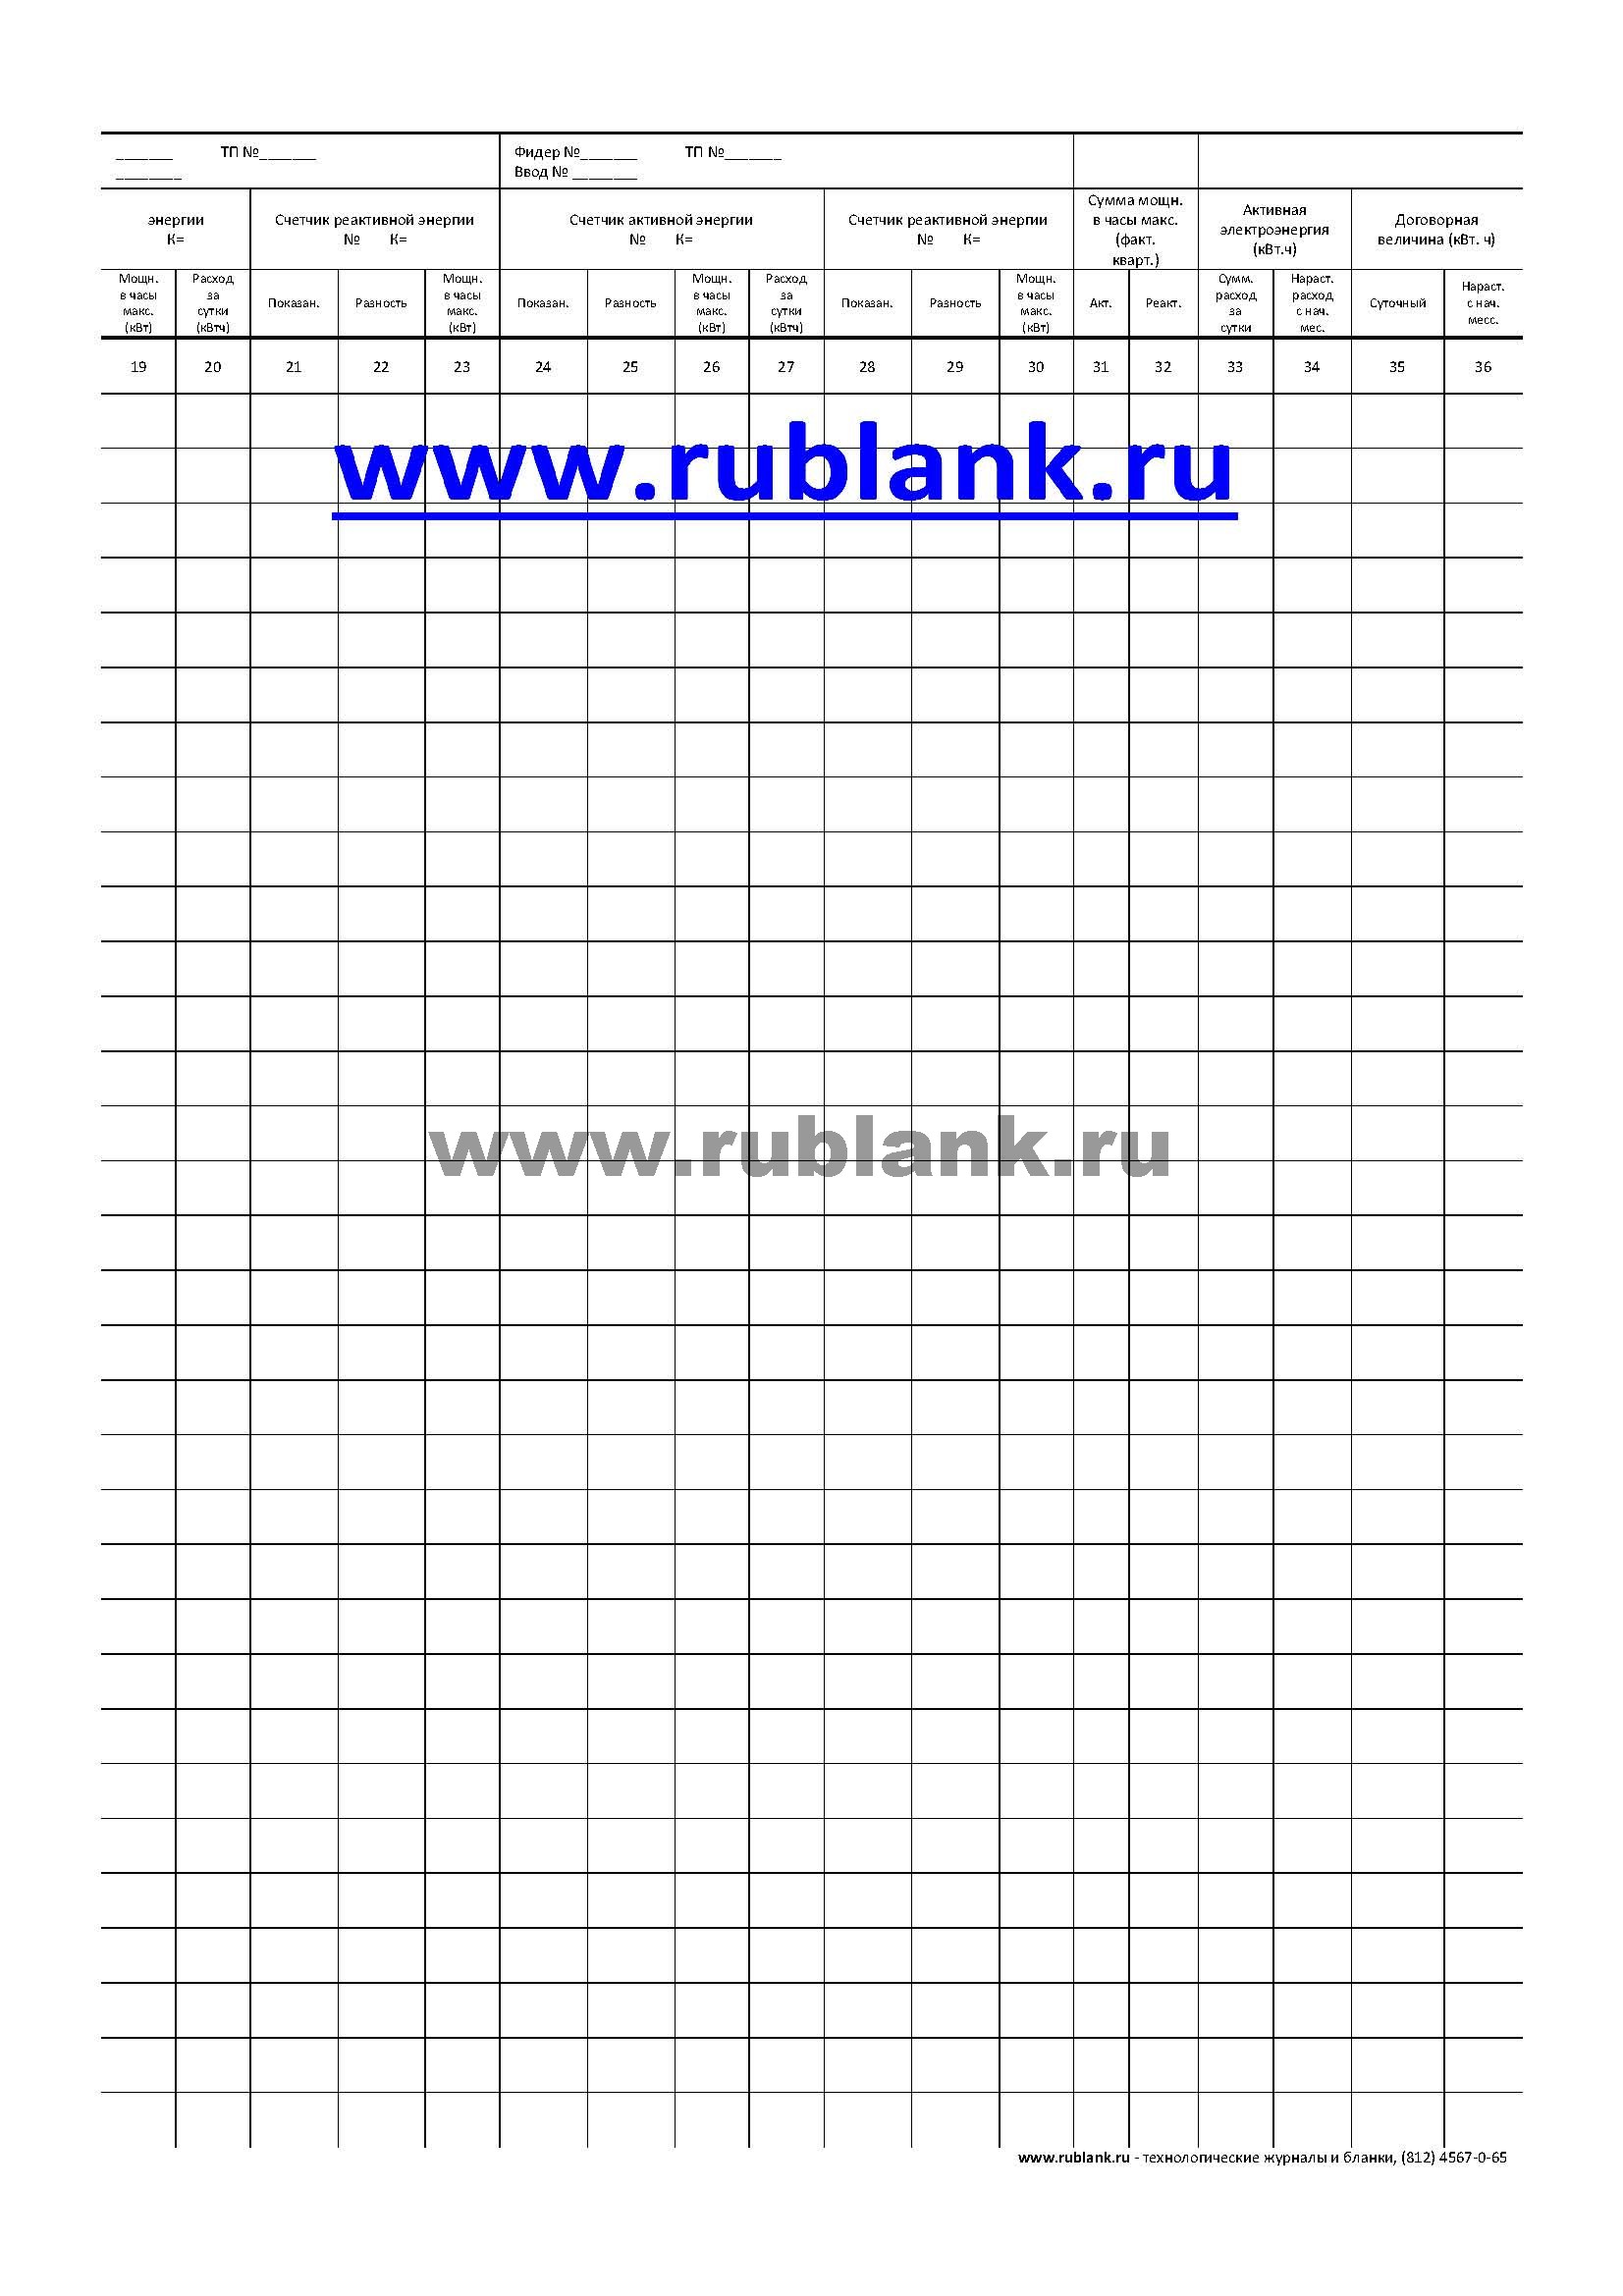 _______ ТП №_______
________
Фидер №_______ ТП №_______
Ввод № ________
энергии
К=
Счетчик реактивной энергии
№ К=
Счетчик активной энергии
№ К=
Счетчик реактивной энергии
№ К=
Сумма мощн.
в часы макс.
(факт.
кварт.)
Активная
электроэнергия
(кВт.ч)
Договорная
величина (кВт. ч)
Мощн.
в часы
макс.
(кВт)
Расход
за
сутки
(кВтч)
Показан.
Разность
Мощн.
в часы
макс.
(кВт)
Показан.
Разность
Мощн.
в часы
макс.
(кВт)
Расход
за
сутки
(кВтч)
Показан.
Разность
Мощн.
в часы
макс.
(кВт)
Акт.
Реакт.
Сумм.
расход
за
сутки
Нараст.
расход
с нач.
мес.
Суточный
Нараст.
с нач.
месс.
19 20 21 22 23 24 25 26 27 28 29 30 31 32 33 34 35 36
www.rublank.ru
www.rublank.ru
www.rublank.ru - технологические журналы и бланки, (812) 4567-0-65